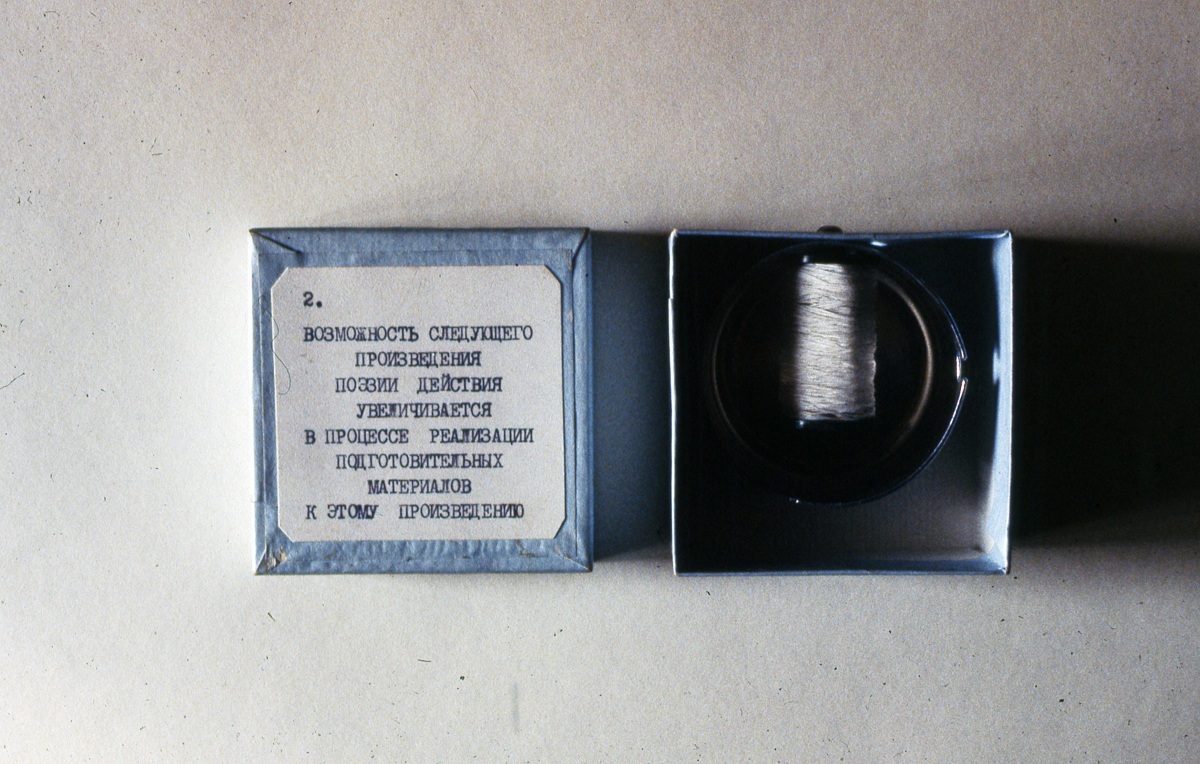 2.
ВОЗМОЖНОСТЬ СЛЕДУЮЩЕГО
ПРОИЗВЕДЕНИЯ
ПОЭЗИИ ДЕЙСТВИЯ
УВЕЛИЧИВАЕТСЯ
В ПРОЦЕССЕ РЕАЛИЗАЦИИ
ПОДГОТОВИТЕЛЬНЫХ
МАТЕРИАЛОВ
К ЭТОМУ ПРОИЗВЕДЕНИЮ